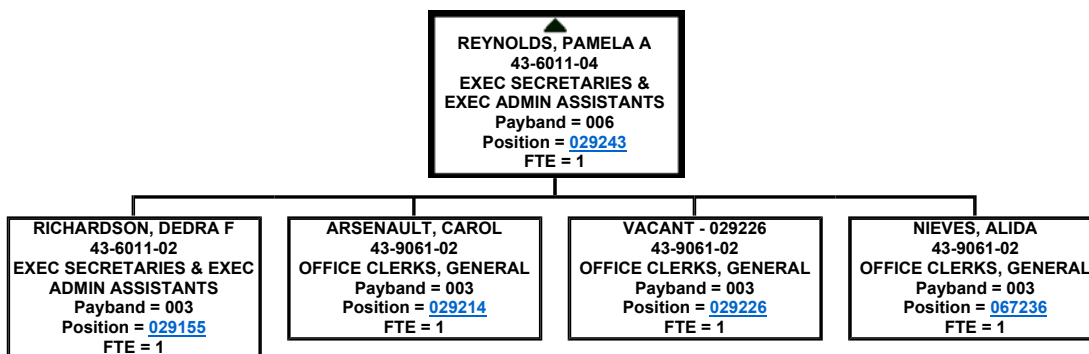 REYNOLDS, PAMELA A
43-6011-04
EXEC SECRETARIES &
EXEC ADMIN ASSISTANTS
Payband = 006
Position = 029243
FTE = 1
RICHARDSON, DEDRA F
43-6011-02
EXEC SECRETARIES & EXEC
ADMIN ASSISTANTS
Payband = 003
Position = 029155
FTE = 1
ARSENAULT, CAROL
43-9061-02
OFFICE CLERKS, GENERAL
Payband = 003
Position = 029214
FTE = 1
VACANT - 029226
43-9061-02
OFFICE CLERKS, GENERAL
Payband = 003
Position = 029226
FTE = 1
NIEVES, ALIDA
43-9061-02
OFFICE CLERKS, GENERAL
Payband = 003
Position = 067236
FTE = 1